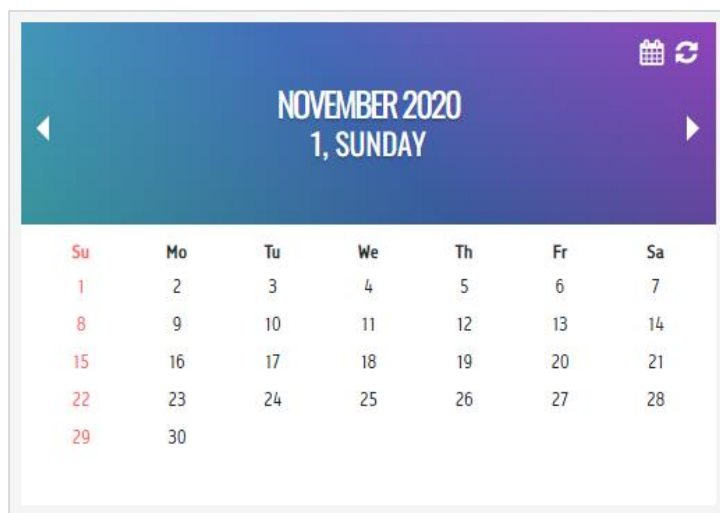 NOVEMBER 2020
1, SUNDAY
Su Mo Tu We Th Fr Sa
1 2 3 4 5 6 7
8 9 10 11 12 13 14
15 16 17 18 19 20 21
22 23 24 25 26 27 28
29 30